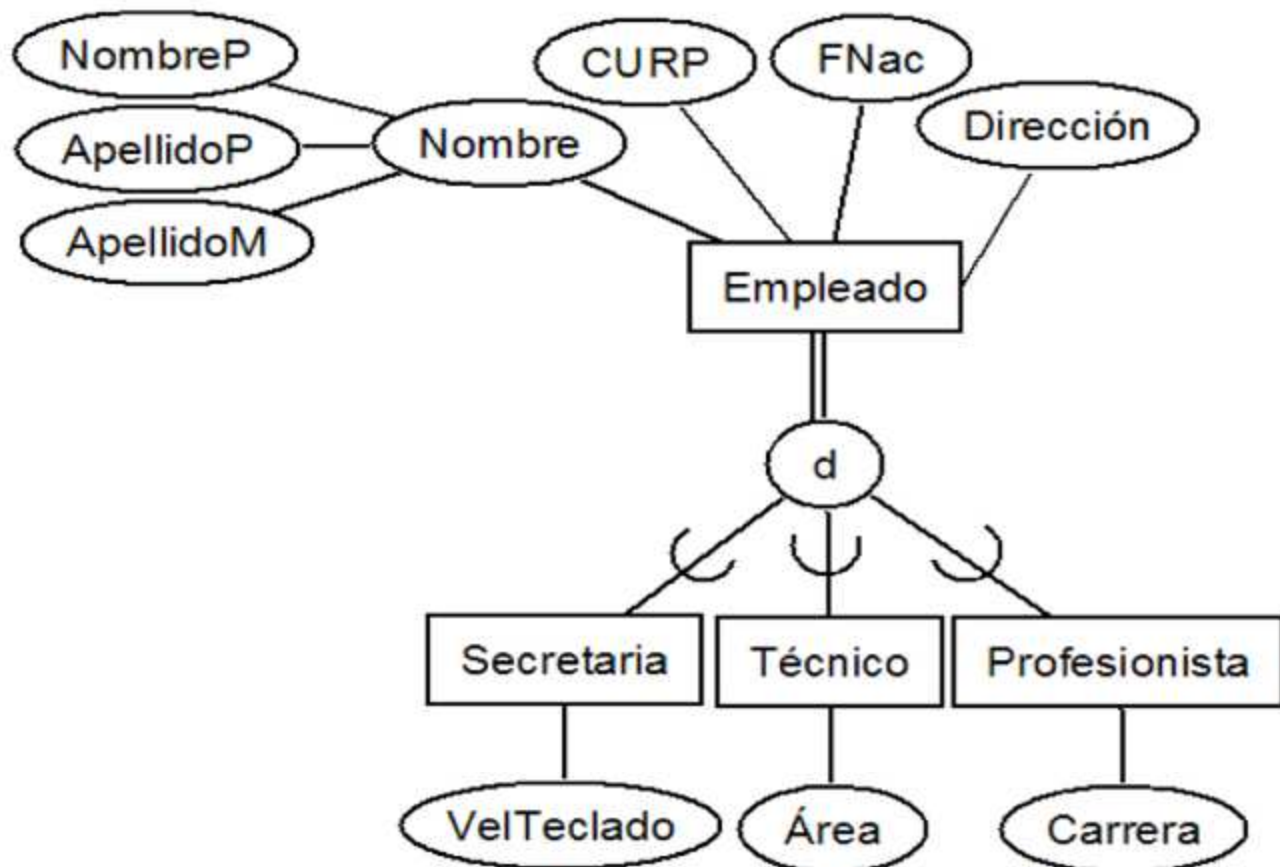 NombreP
CURP
FNac
Dirección
ApellidoP
Nombre
ApellidoM
Empleado
d
Secretaria
Técnico
Profesionista
VelTeclado
Área
Carrera